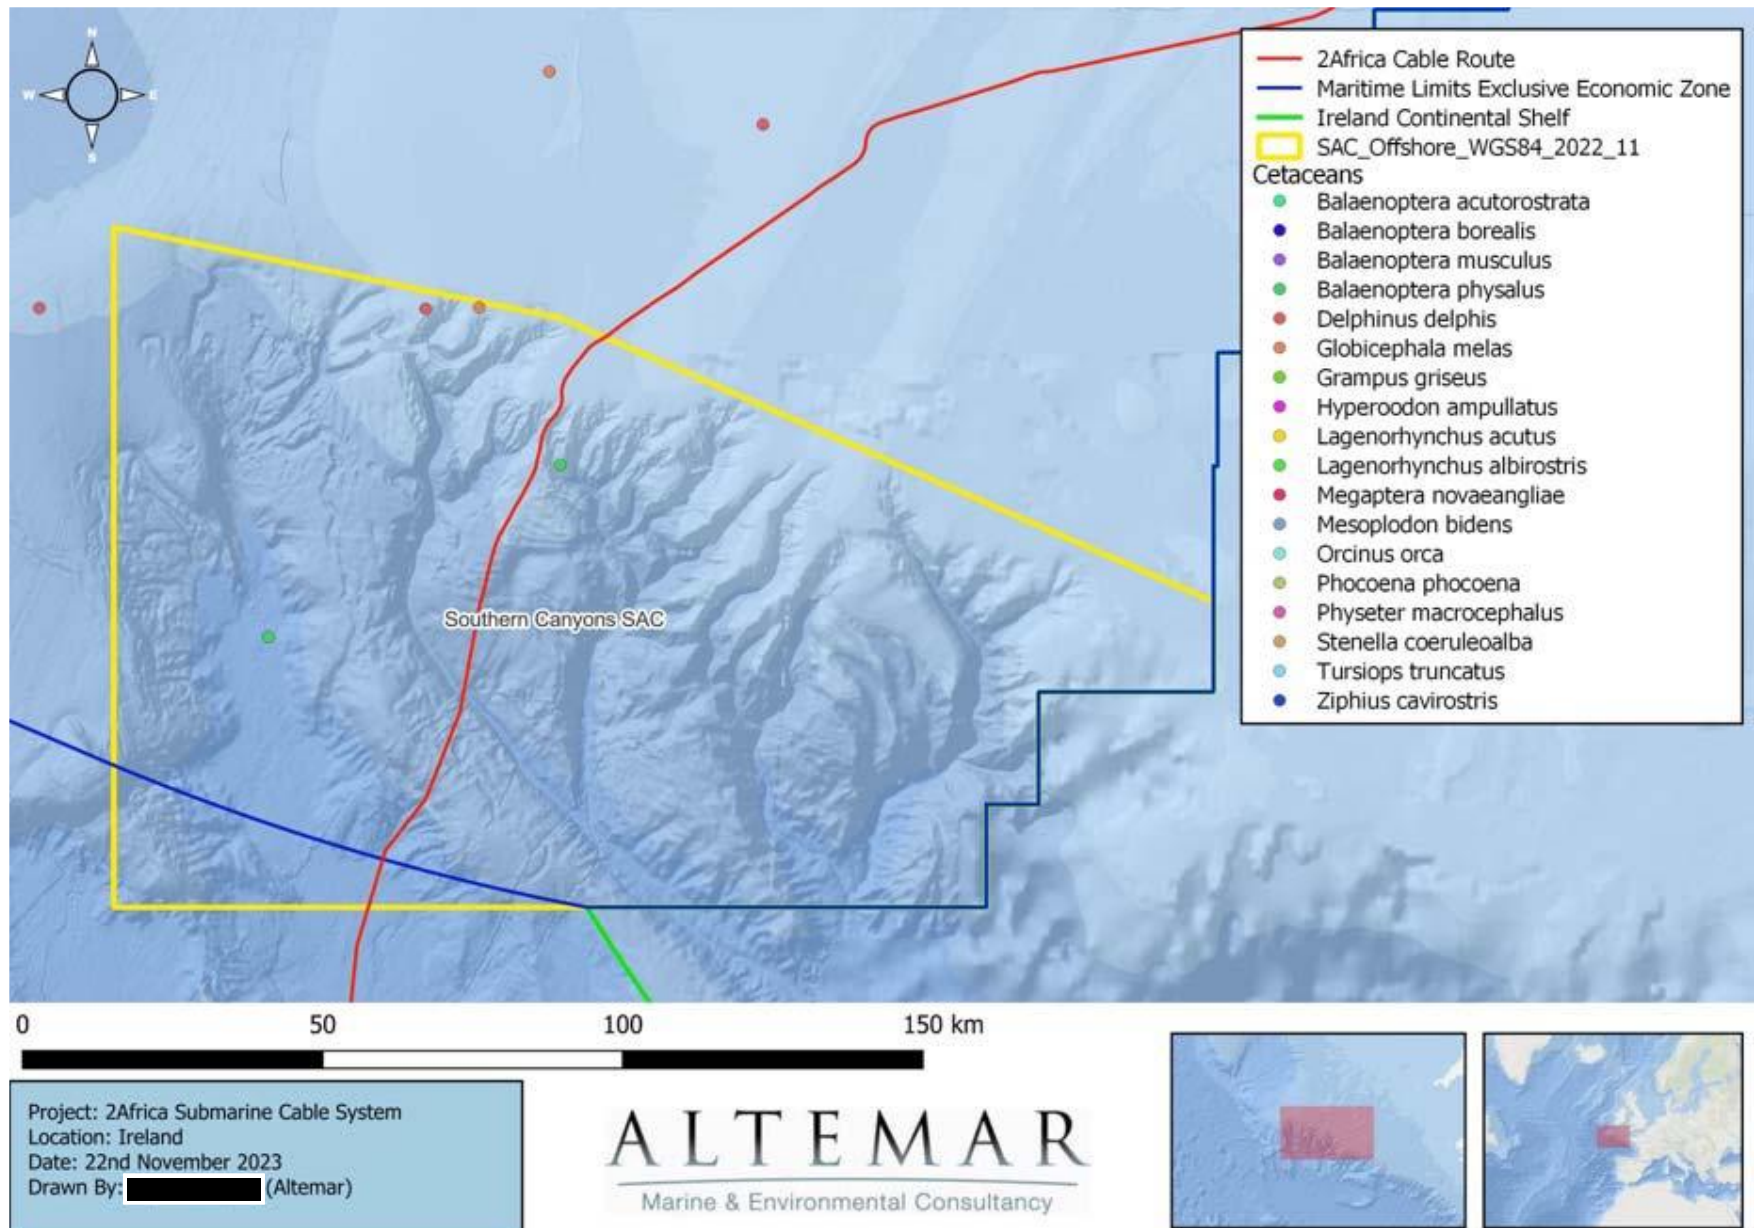 N
W
E
S
2Africa Cable Route
Maritime Limits Exclusive Economic Zone
Ireland Continental Shelf
SAC_Offshore_WGS84_2022_11
Cetaceans
Balaenoptera acutorostrata
Balaenoptera borealis
Balaenoptera musculus
Balaenoptera physalus
Delphinus delphis
Globicephala melas
Grampus griseus
Hyperoodon ampullatus
Lagenorhynchus acutus
Lagenorhynchus albirostris
Megaptera novaeangliae
Mesoplodon bidens
Orcinus orca
Phocoena phocoena
Physeter macrocephalus
Stenella coeruleoalba
Tursiops truncatus
Ziphius cavirostris
Southern Canyons SAC
0 50 100 150 km
Project: 2Africa Submarine Cable System
Location: Ireland
Date: 22nd November 2023
Drawn By: (Altemar)
ALTEMAR
Marine & Environmental Consultancy